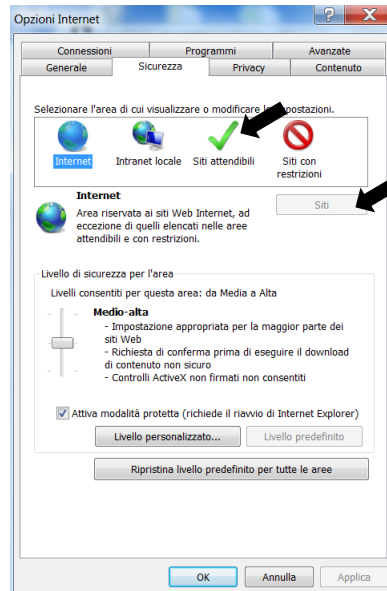 Opzioni Internet
Connessioni Programmi Avanzate
Generale Sicurezza Privacy Contenuto
Selezionare l'area di cui visualizzare o modificare le impostazioni.
Internet Intranet locale Siti attendibili Siti con
restrizioni
Internet
Siti
Area riservata ai siti Web Internet, ad
eccezione di quelli elencati nelle aree
attendibili e con restrizioni.
Livello di sicurezza per l'area
Livelli consentiti per questa area: da Media a Alta
Medio-alta
- Impostazione appropriata per la maggior parte dei
siti Web
- Richiesta di conferma prima di eseguire il download
di contenuto non sicuro
- Controlli ActiveX non firmati non consentiti
Attiva modalità protetta (richiede il riavvio di Internet Explorer)
Livello personalizzato... Livello predefinito
Ripristina livello predefinito per tutte le aree
OK Annulla Applica